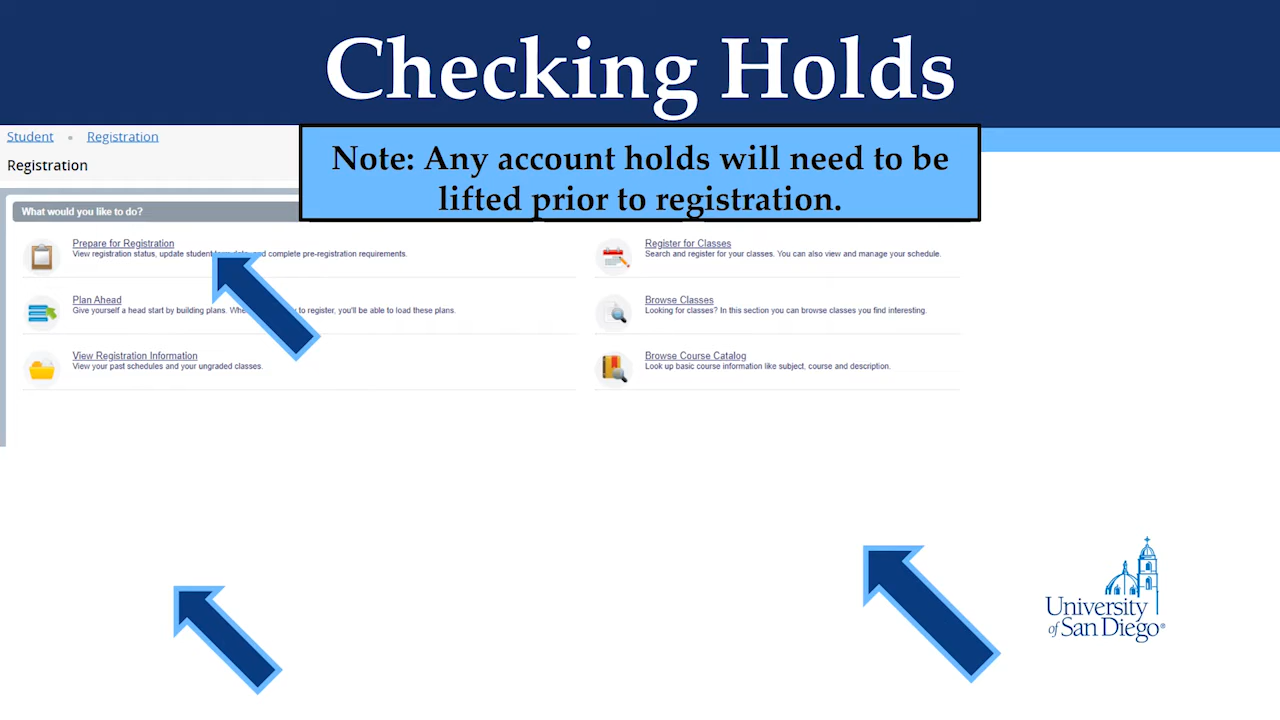 Checking Holds
Student
Registration
Registration
Note: Any account holds will need to be
lifted prior to registration.
What would you like to do?
Prepare for Registration
View registration status, update student and complete pre-registration requirements.
Plan Ahead
Give yourself a head start by building plans. to register, you'll be able to load these plans.
View Registration Information
View your past schedules and your ungraded classes.
Register for Classes
Search and register for your classes. You can also view and manage your schedule.
Browse Classes
Looking for classes? In this section you can browse classes you find interesting.
Browse Course Catalog
Look up basic course information like subject, course and description.
University
of San Diego®